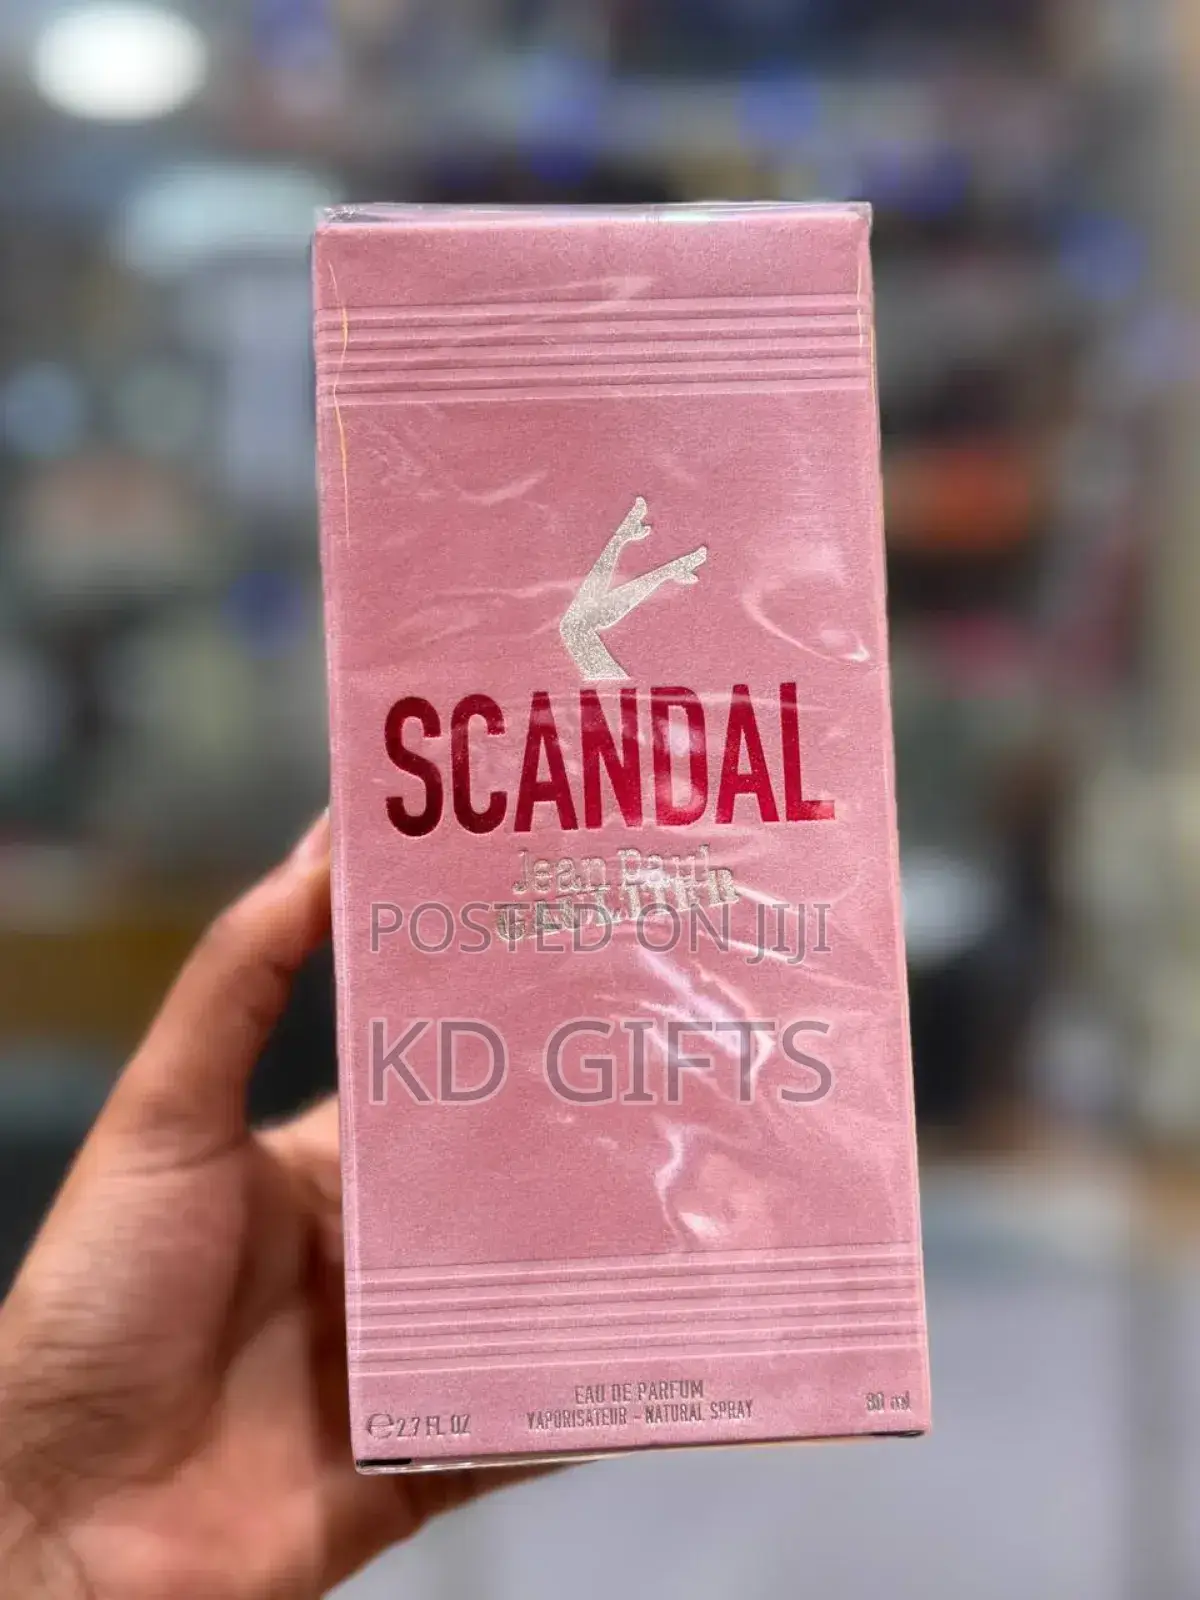 SCANDAL
Jean Paul
GAULTIER
POSTED ON JIJI
KD GIFTS
EAU DE PARFUM
VAPORISATEUR - NATURAL SPRAY
℮ 2.7 FL OZ
80 ml